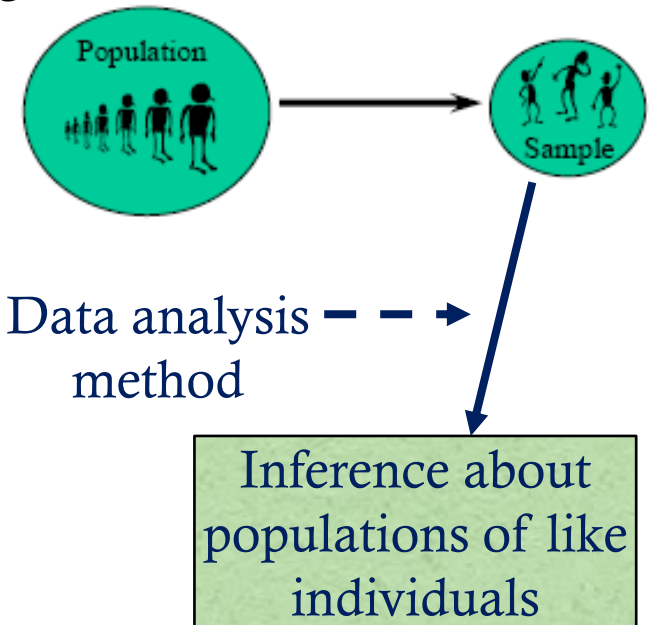 Population
Sample
Data analysis
method
Inference about
populations of like
individuals